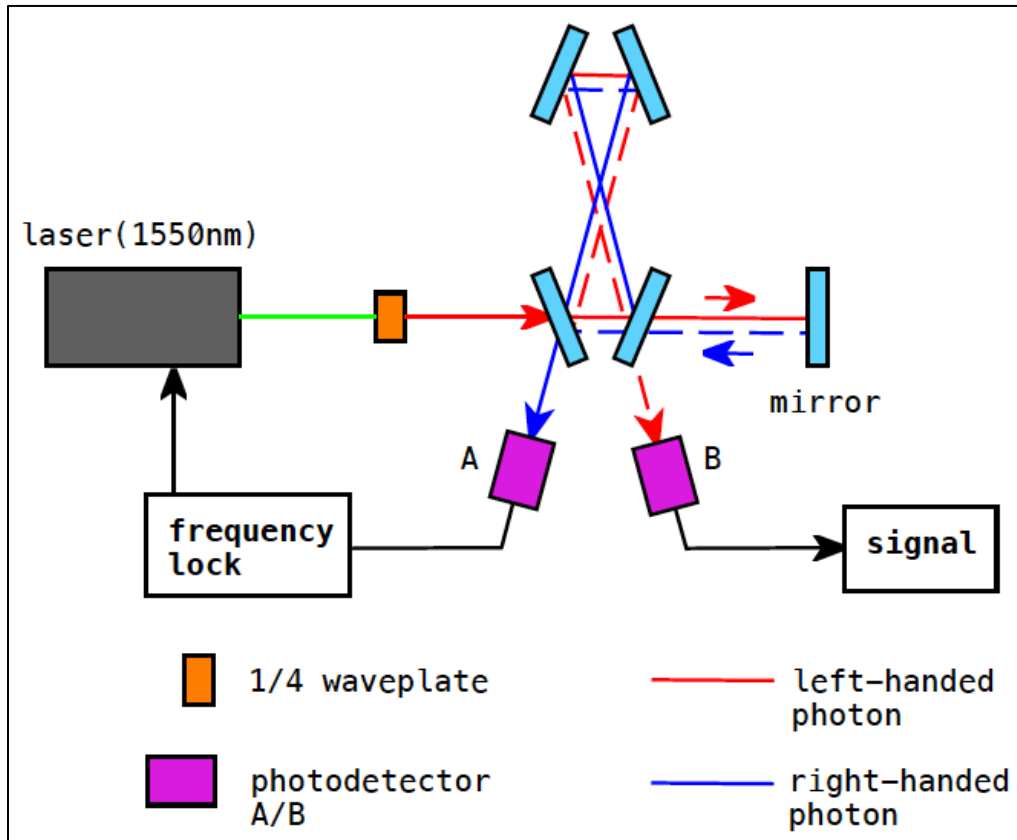 laser(1550nm)
mirror
A
B
frequency
lock
signal
1/4 waveplate
left-handed
photon
photodetector
A/B
right-handed
photon